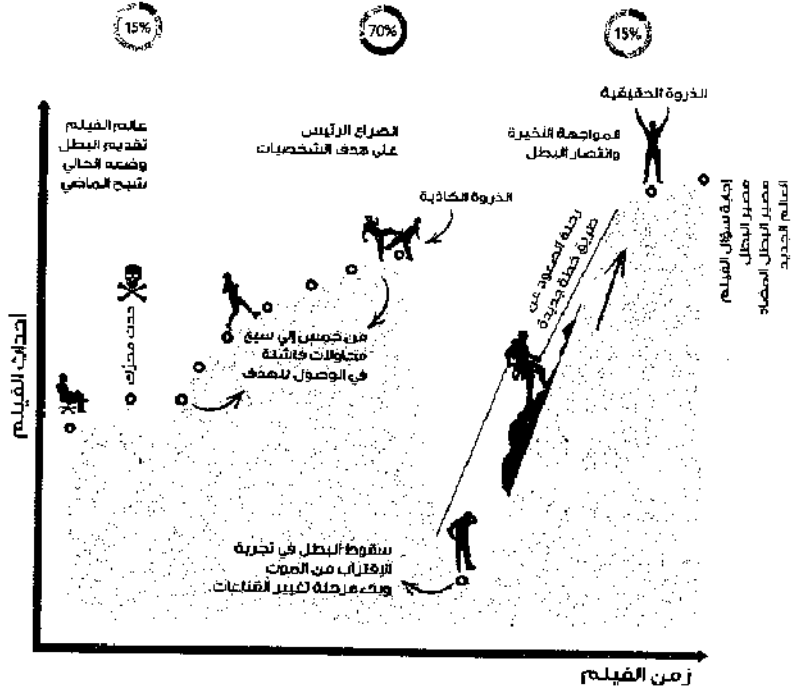 15%
70%
15%
عالم الفيلم
تقديم البطل
وضعه الحالي
شبح الماضي
الصراع الرئيس
على هدف الشخصيات
الذروة الحقيقية
المواجهة الأخيرة
وانتصار البطل
الذروة الكاذبة
إجابة سؤال الفيلم
مصير البطل
مصير البطل المضاد
العالم الجديد
رحلة الصعود عن
طريق خطة جديدة
حدث محرك
من خمس إلى سبع
محاولات فاشلة
في الوصول للهدف
سقوط البطل في تجربة
الإقتراب من الموت
وبدء مرحلة تغيير القناعات
أحداث الفيلم
زمن الفيلم